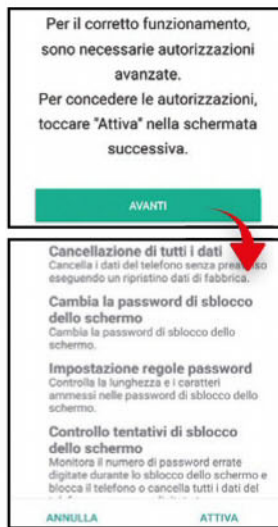 Per il corretto funzionamento,
sono necessarie autorizzazioni
avanzate.
Per concedere le autorizzazioni,
toccare "Attiva" nella schermata
successiva.
AVANTI
Cancellazione di tutti i dati
Cancella i dati del telefono senza
eseguendo un ripristino dati di fabbrica.
Cambia la password di sblocco
dello schermo
Cambia la password di sblocco dello
schermo.
Impostazione regole password
Controlla la lunghezza e i caratteri
ammessi nelle password di sblocco dello
schermo.
Controllo tentativi di sblocco
dello schermo
Monitora il numero di password errate
digitate durante lo sblocco dello schermo e
blocca il telefono o cancella tutti i dati del
ANNULLA ATTIVA